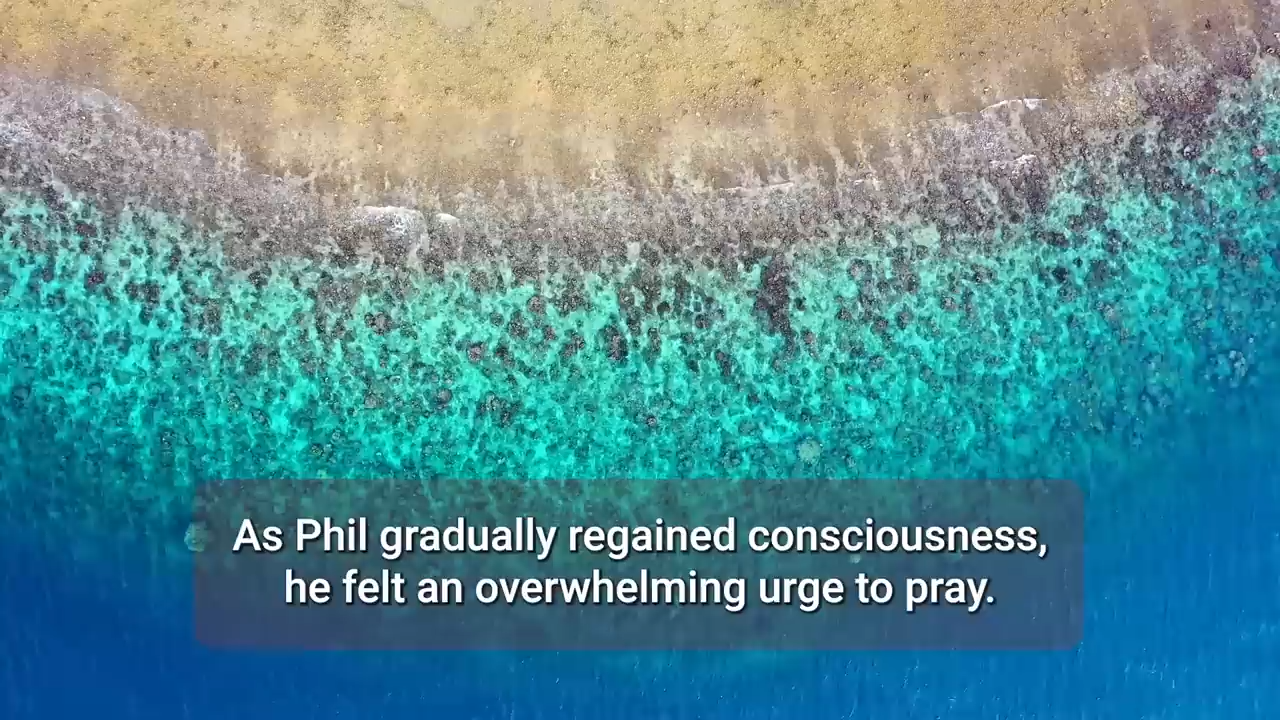 As Phil gradually regained consciousness,
he felt an overwhelming urge to pray.